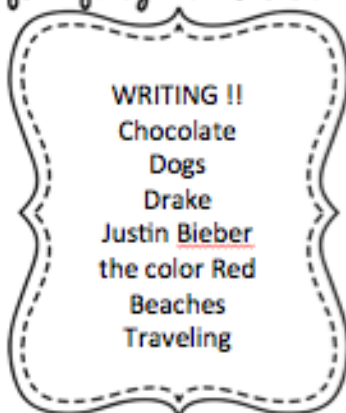 WRITING !!
Chocolate
Dogs
Drake
Justin Bieber
the color Red
Beaches
Traveling